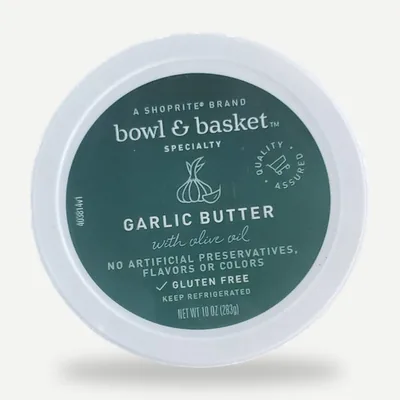 A SHOPRITE® BRAND
bowl & basket™
SPECIALTY
QUALITY ASSURED
GARLIC BUTTER
with olive oil
NO ARTIFICIAL PRESERVATIVES,
FLAVORS OR COLORS
✓ GLUTEN FREE
KEEP REFRIGERATED
NET WT 10 OZ (283g)
403814v1